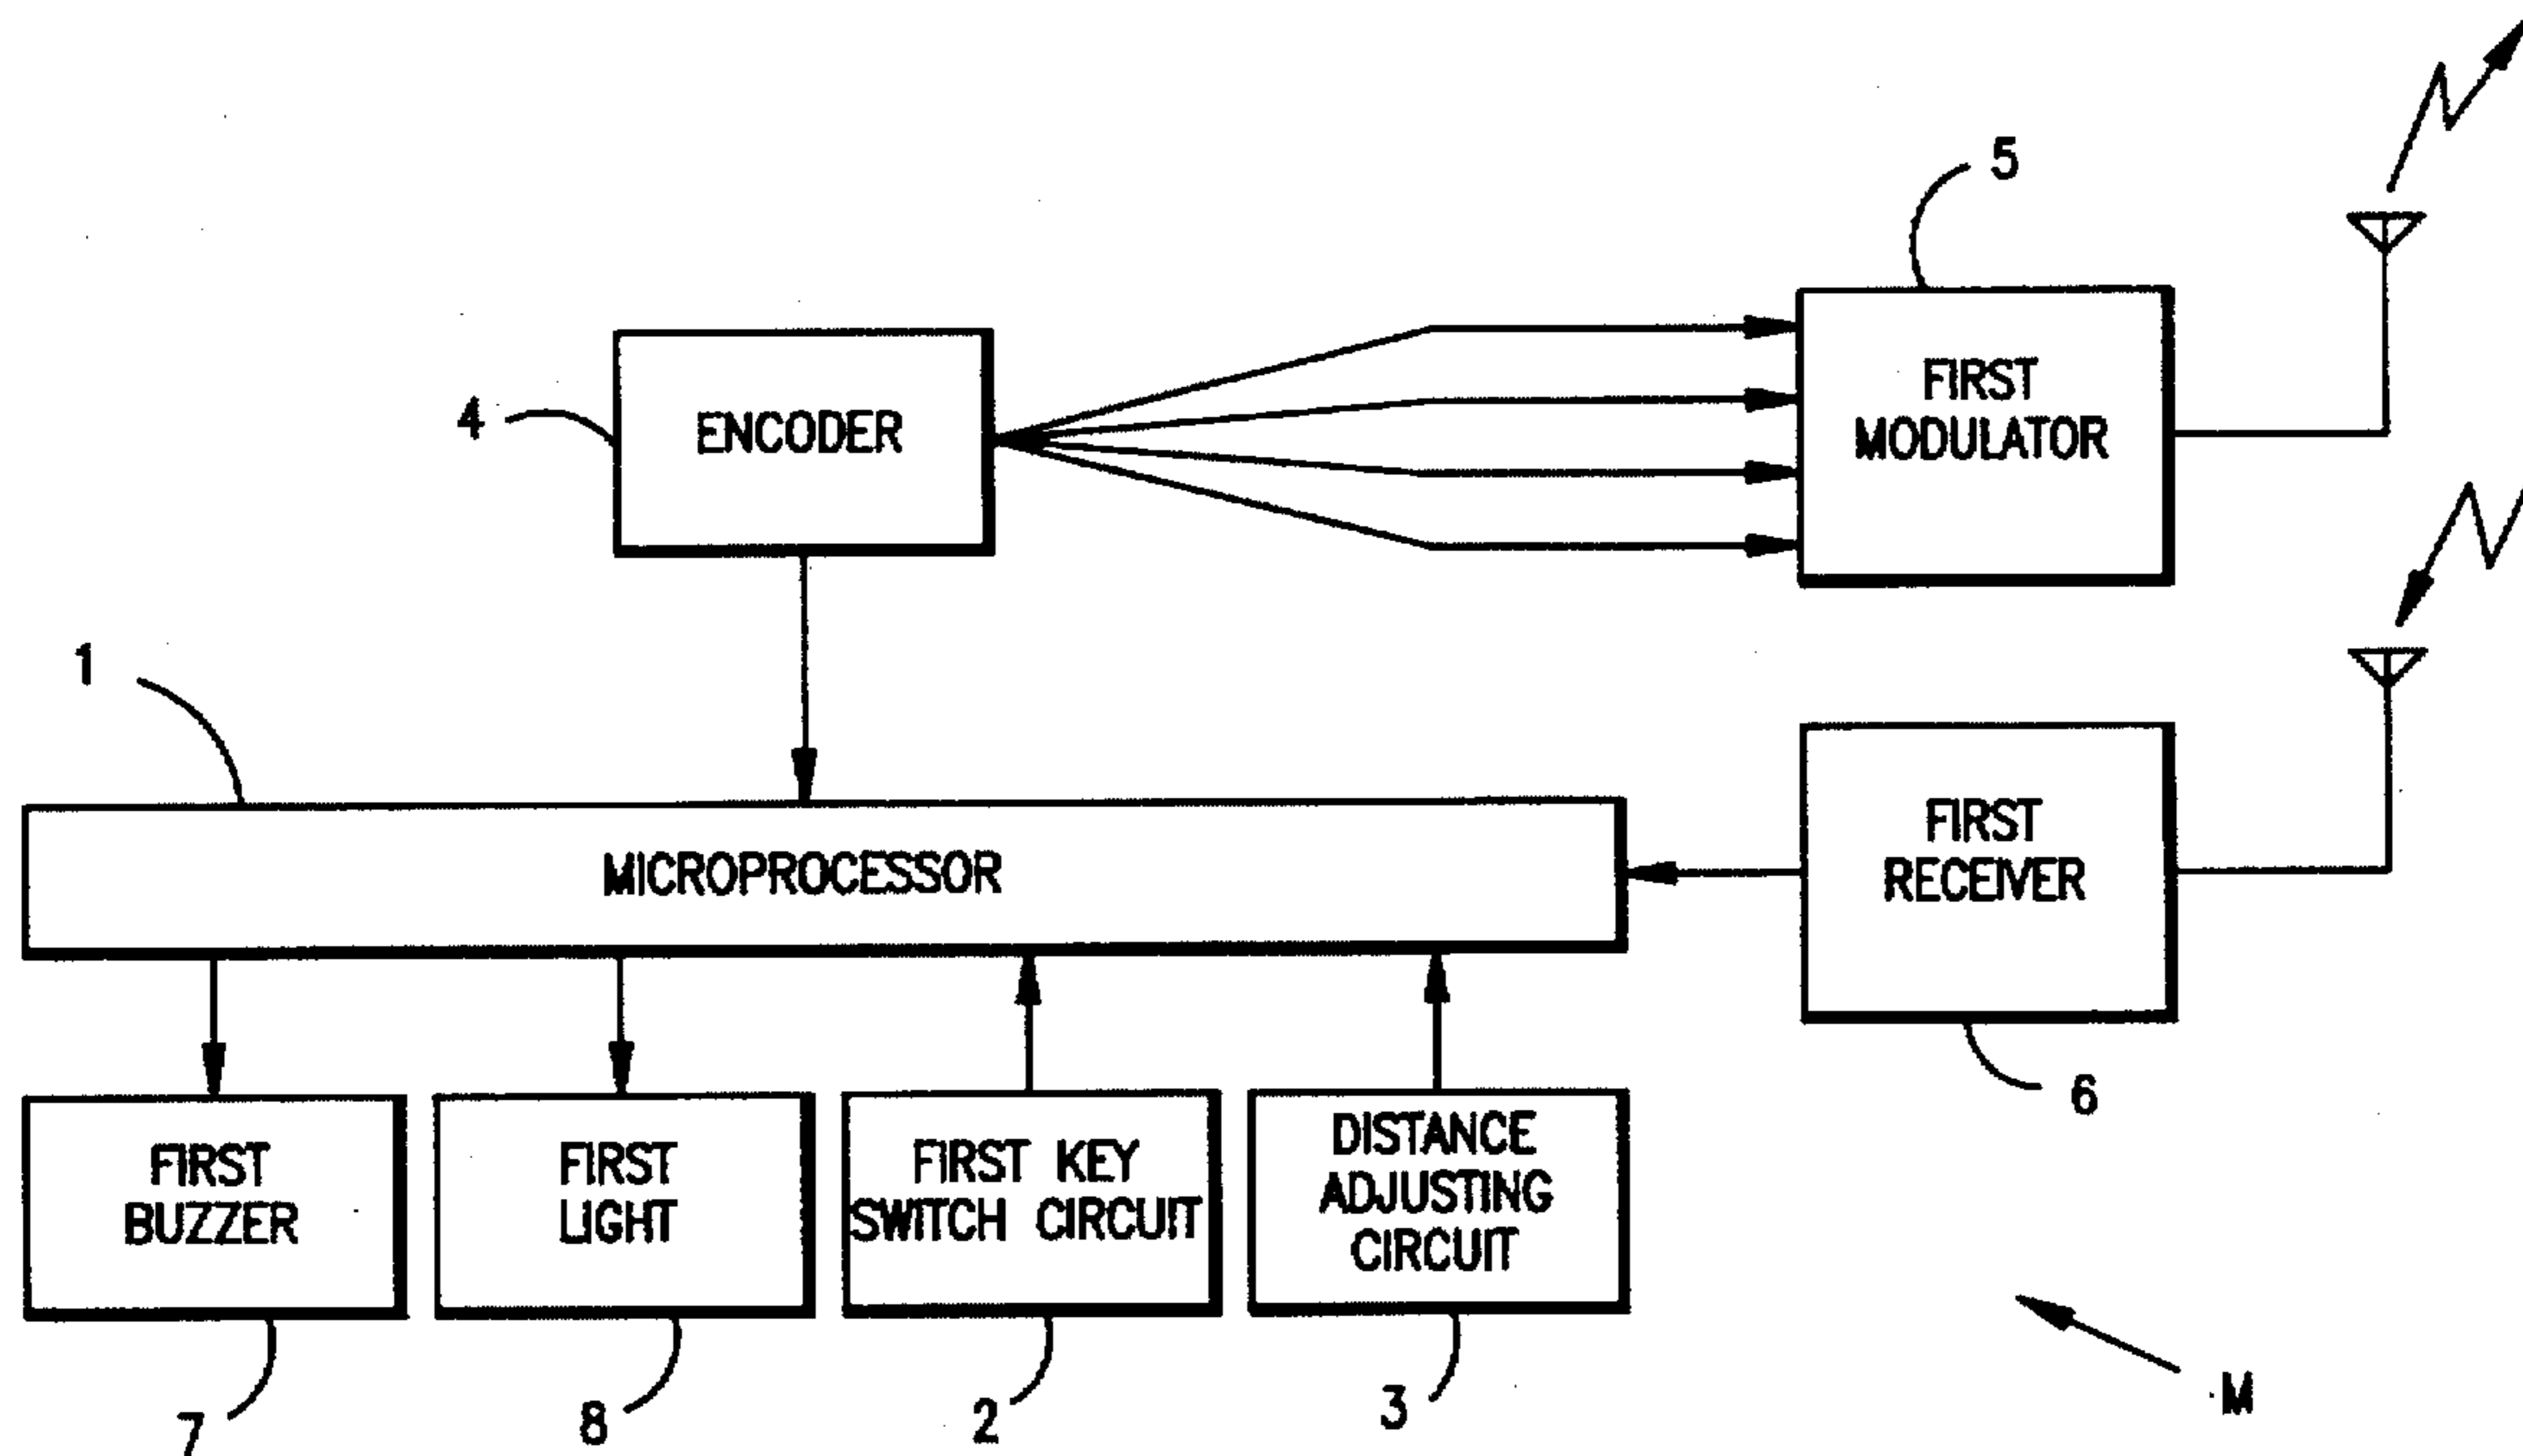 5
FIRST
MODULATOR
4
ENCODER
1
MICROPROCESSOR
FIRST
RECEIVER
6
FIRST
BUZZER
FIRST
LIGHT
FIRST KEY
SWITCH CIRCUIT
DISTANCE
ADJUSTING
CIRCUIT
7
8
2
3
M